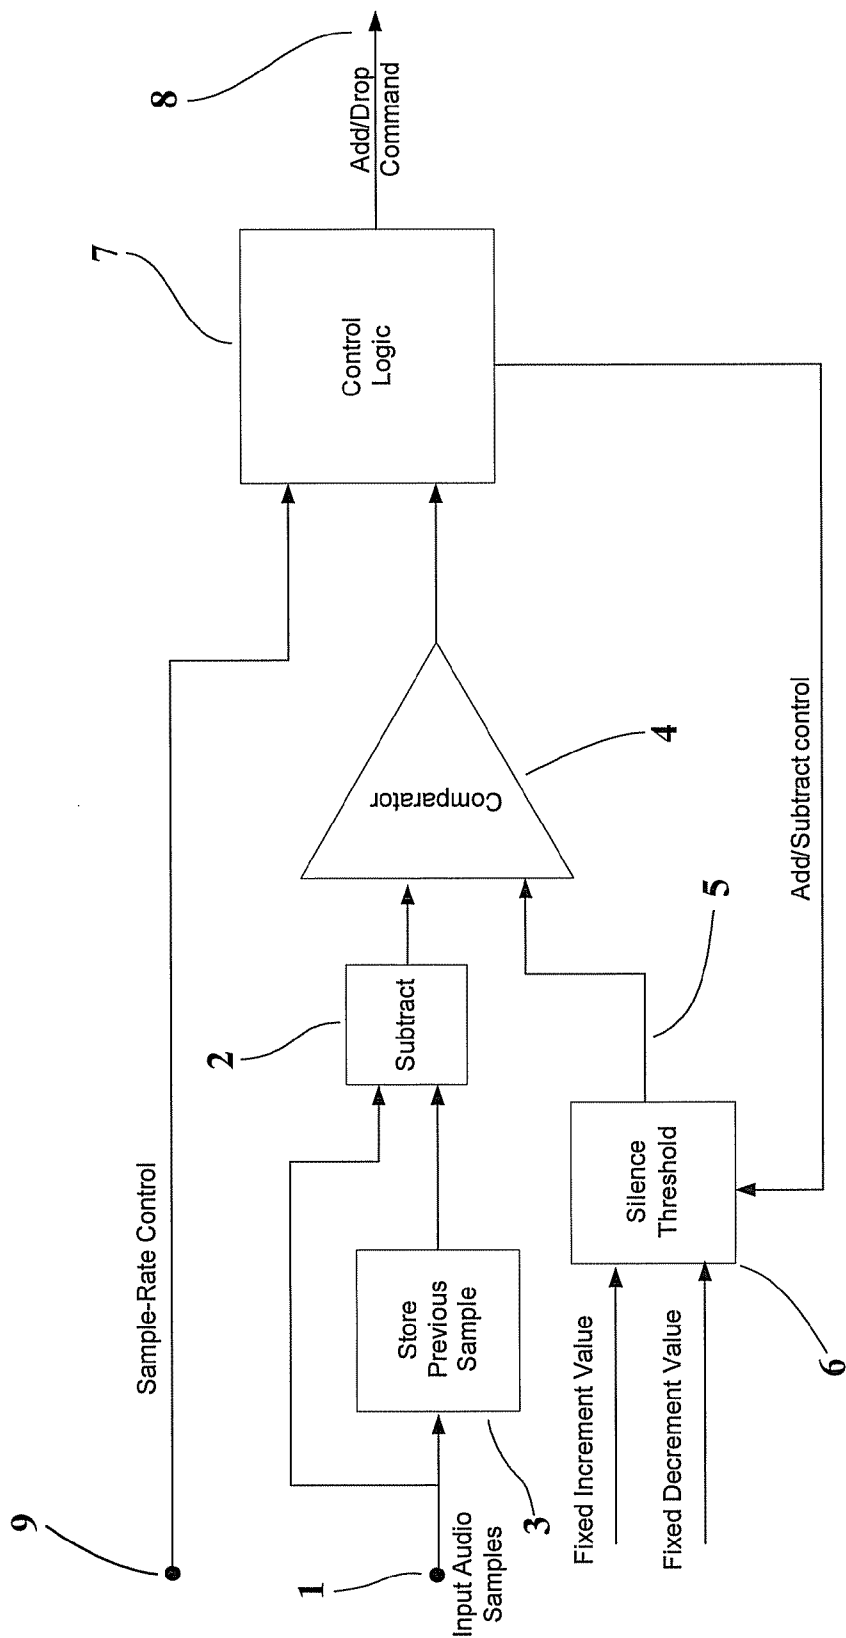 9
Sample-Rate Control
7
Control
Logic
8
Add/Drop
Command
1
Input Audio
Samples
3
Store
Previous
Sample
2
Subtract
Comparator
4
5
Silence
Threshold
6
Fixed Increment Value
Fixed Decrement Value
Add/Subtract control